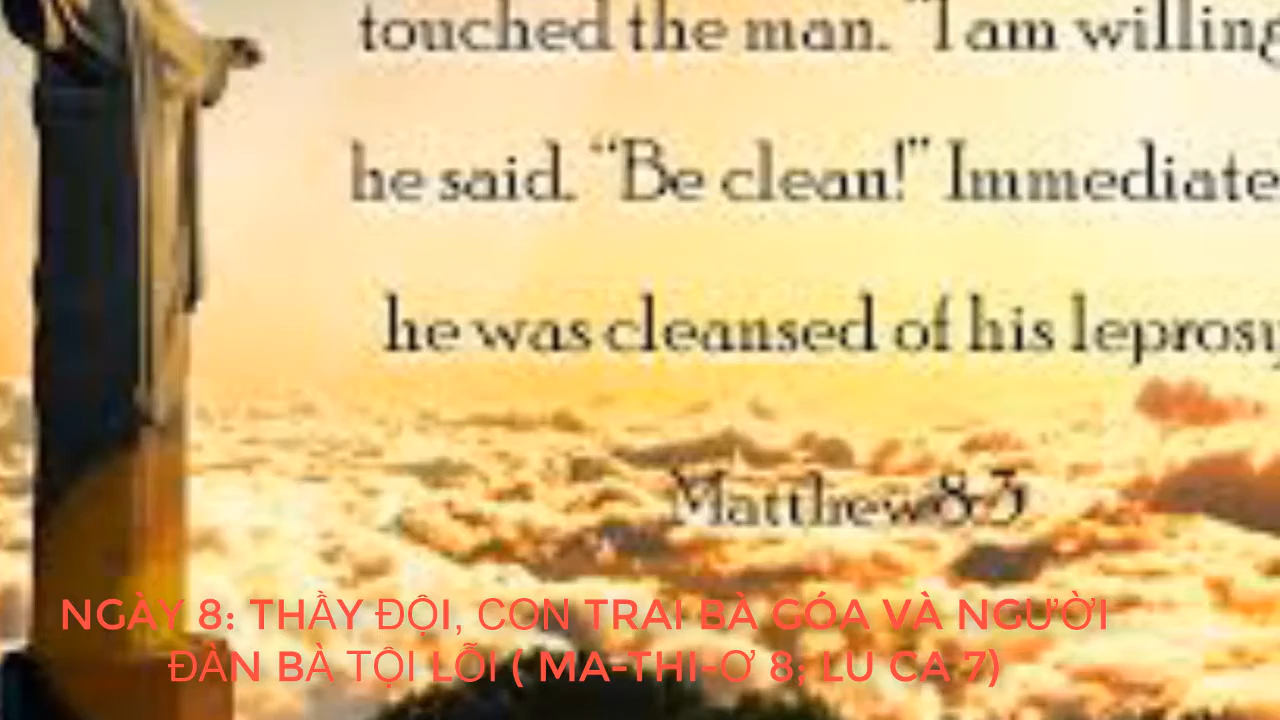 touched the man. "I am willing
he said. “Be clean!” Immediate
he was cleansed of his leprosy
Matthew 8:3
NGÀY 8: THẦY ĐỘI, CON TRAI BÀ GÓA VÀ NGƯỜI
ĐÀN BÀ TỘI LỖI ( MA-THI-Ơ 8; LU CA 7)